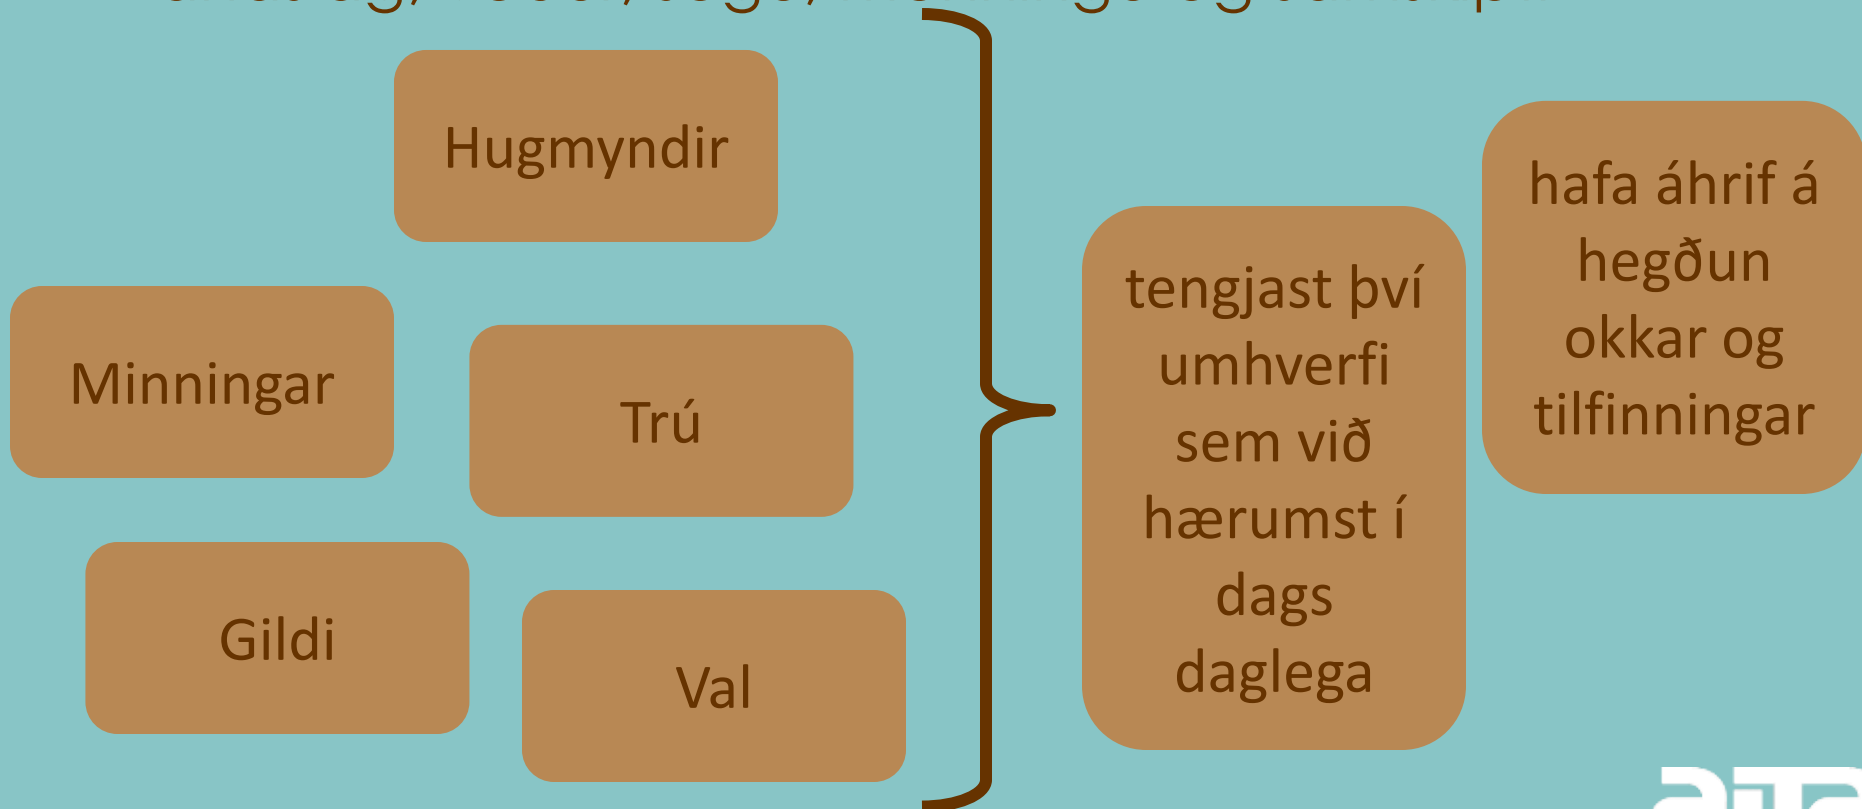 Hugmyndir
Minningar
Trú
Gildi
Val
tengjast því
umhverfi
sem við
hærumst í
dags
daglega
hafa áhrif á
hegðun
okkar og
tilfinningar